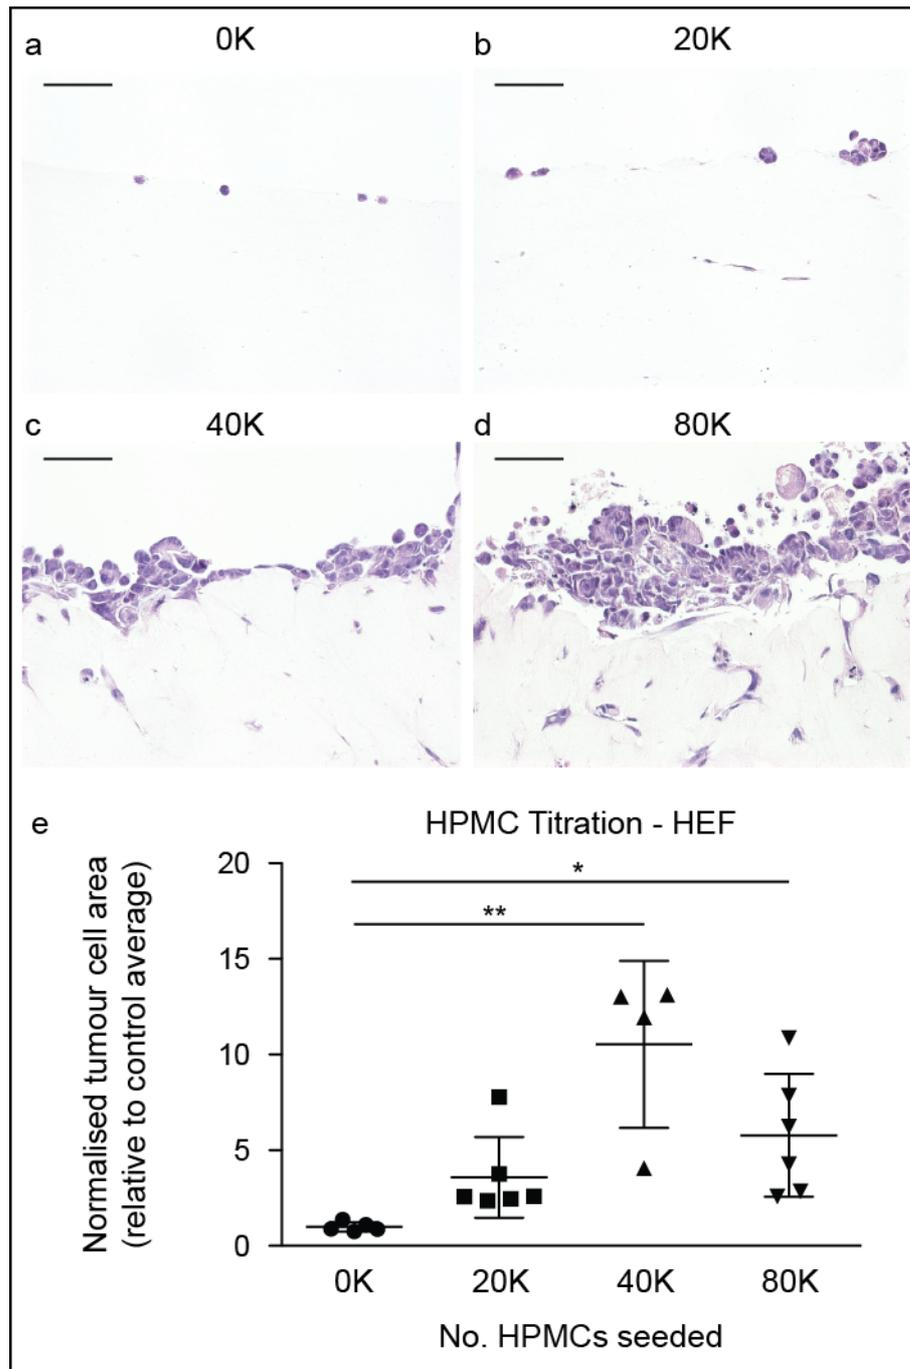 a 0K b 20K
c 40K d 80K
e HPMC Titration - HEF
Normalised tumour cell area
(relative to control average)
20
15
10
5
0
*
**
0K 20K 40K 80K
No. HPMCs seeded